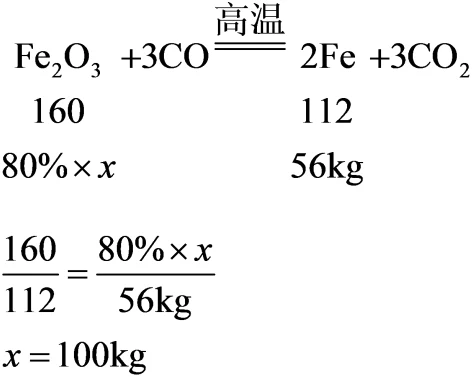 Fe₂O₃ +3CO 高温 2Fe +3CO₂
160 112
80%×x 56kg
160/112 = 80%×x/56kg
x=100kg